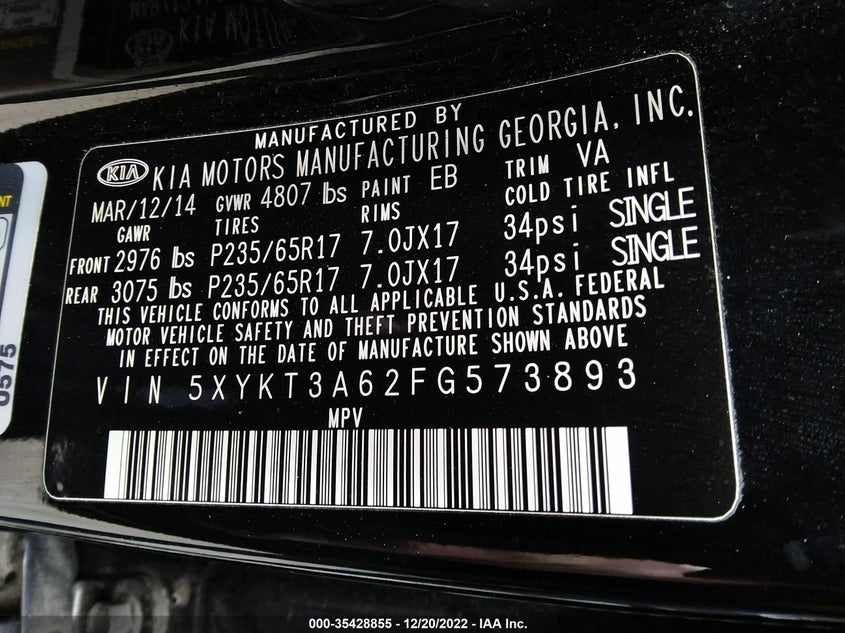 MANUFACTURED BY
KIA KIA MOTORS MANUFACTURING GEORGIA, INC.
MAR/12/14 GVWR 4807 lbs PAINT EB TRIM VA
GAWR TIRES RIMS COLD TIRE INFL
FRONT 2976 lbs P235/65R17 7.0JX17 34psi SINGLE
REAR 3075 lbs P235/65R17 7.0JX17 34psi SINGLE
THIS VEHICLE CONFORMS TO ALL APPLICABLE U.S.A. FEDERAL
MOTOR VEHICLE SAFETY AND THEFT PREVENTION STANDARDS
IN EFFECT ON THE DATE OF MANUFACTURE SHOWN ABOVE
VIN 5XYKT3A62FG573893
MPV
0575
000-35428855 - 12/20/2022 - IAA Inc.